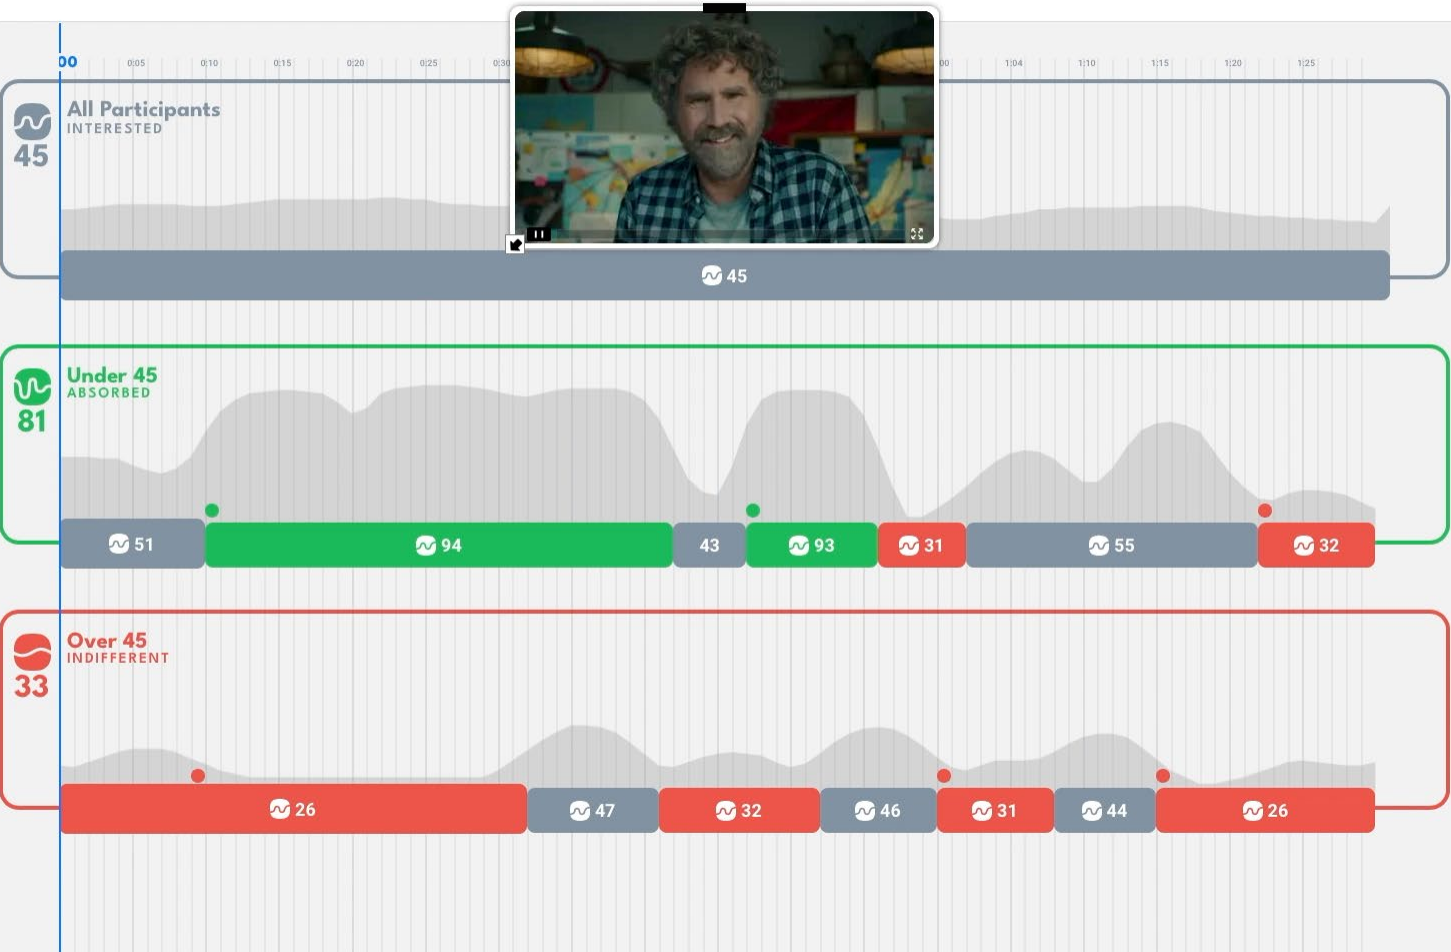 00
0:05 0:10 0:15 0:20 0:25 0:30 00 1:04 1:10 1:15 1:20 1:25
All Participants
INTERESTED
45
45
Under 45
ABSORBED
81
51 94 43 93 31 55 32
Over 45
INDIFFERENT
33
26 47 32 46 31 44 26